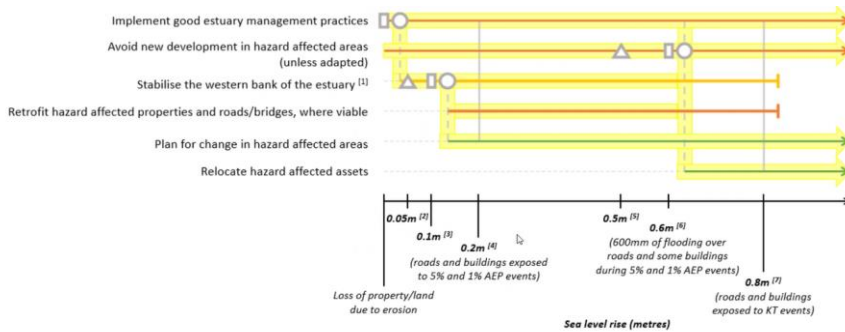 Implement good estuary management practices
Avoid new development in hazard affected areas
(unless adapted)
Stabilise the western bank of the estuary [1]
Retrofit hazard affected properties and roads/bridges, where viable
Plan for change in hazard affected areas
Relocate hazard affected assets
0.05m [2]
0.1m [3]
0.2m [4]
(roads and buildings exposed
to 5% and 1% AEP events)
Loss of property/land
due to erosion
0.5m [5]
0.6m [6]
(600mm of flooding over
roads and some buildings
during 5% and 1% AEP events)
0.8m [7]
(roads and buildings
exposed to KT events)
Sea level rise (metres)